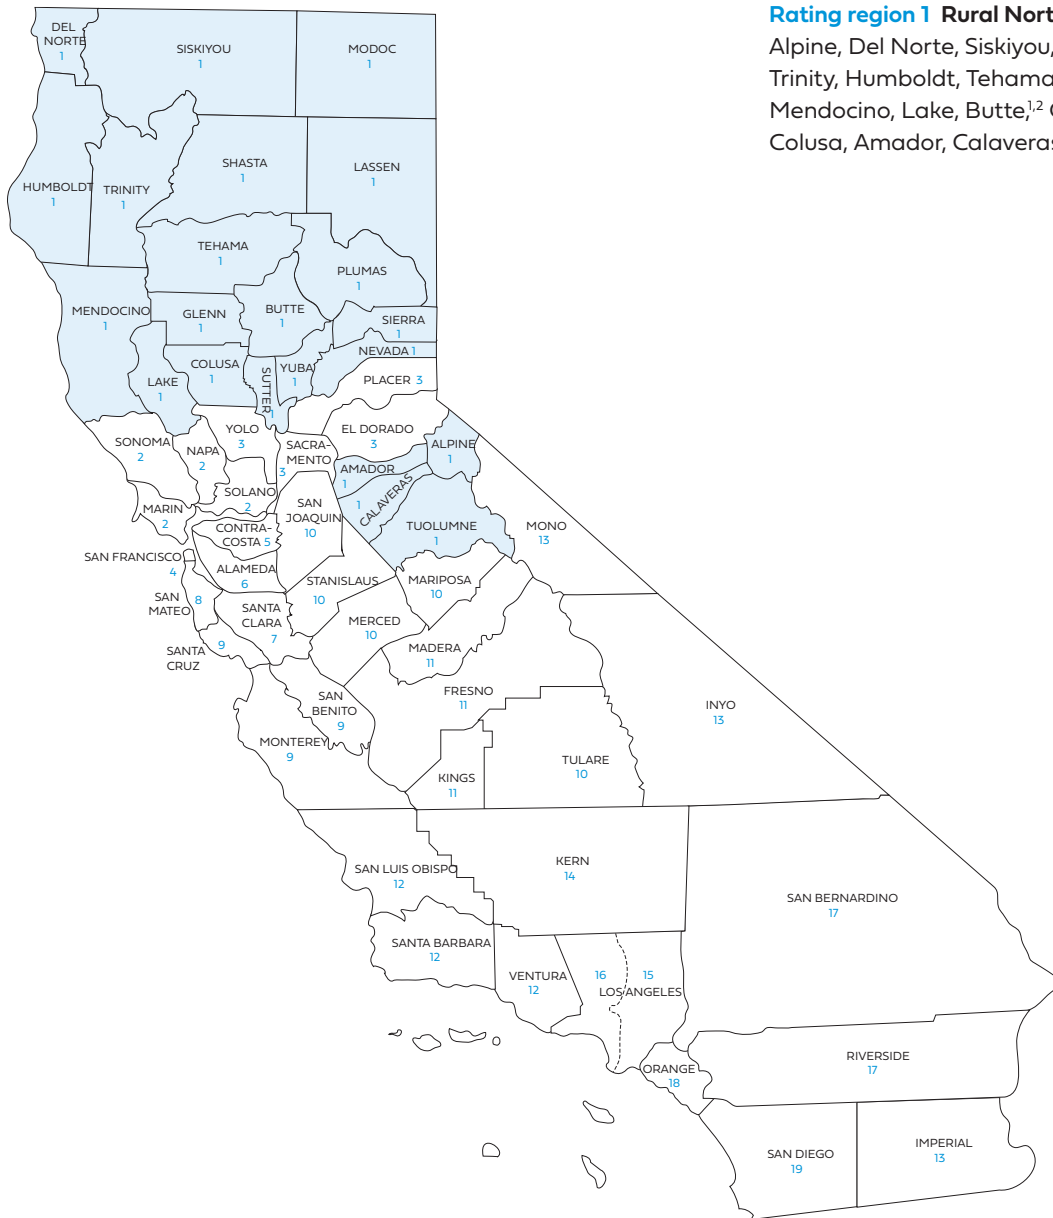 Rating region 1 Rural Nort
Alpine, Del Norte, Siskiyou,
Trinity, Humboldt, Tehama
Mendocino, Lake, Butte,1,2
Colusa, Amador, Calaveras
DEL
NORTE
1
SISKIYOU
1
MODOC
1
HUMBOLDT
1
TRINITY
1
SHASTA
1
LASSEN
1
TEHAMA
1
PLUMAS
1
MENDOCINO
1
GLENN
1
BUTTE
1
SIERRA
1
NEVADA 1
LAKE
1
COLUSA
1
SUTTER
1
YUBA
1
PLACER 3
SONOMA
2
NAPA
2
YOLO
3
SACRA-
MENTO
3
EL DORADO
3
ALPINE
1
AMADOR
1
CALAVERAS
1
MARIN
2
SOLANO
2
SAN
JOAQUIN
10
TUOLUMNE
1
MONO
13
CONTRA-
COSTA 5
SAN FRANCISCO
4
ALAMEDA
6
STANISLAUS
10
MARIPOSA
10
SAN
MATEO
8
SANTA
CLARA
7
MERCED
10
SANTA
CRUZ
9
MADERA
11
SAN
BENITO
9
FRESNO
11
INYO
13
MONTEREY
9
KINGS
11
TULARE
10
SAN LUIS OBISPO
12
KERN
14
SAN BERNARDINO
17
SANTA BARBARA
12
VENTURA
12
16
15
LOS ANGELES
ORANGE
18
RIVERSIDE
17
SAN DIEGO
19
IMPERIAL
13